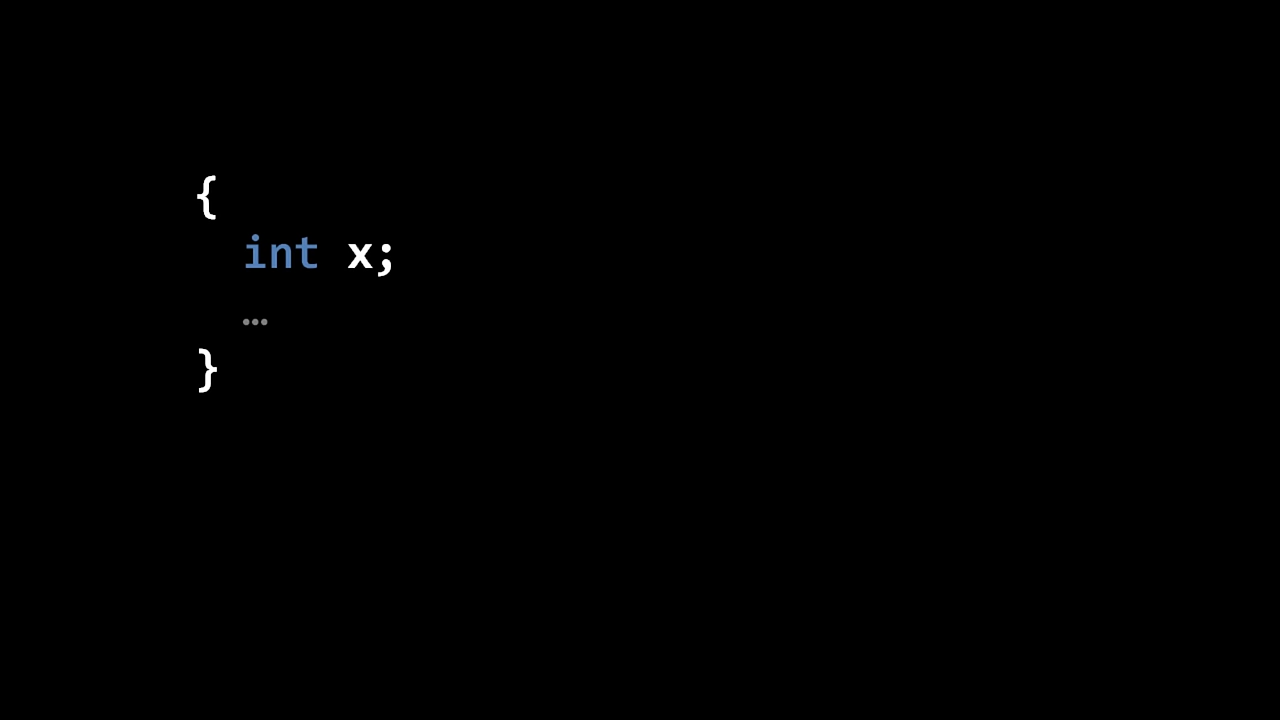 {
  int x;
  …
}